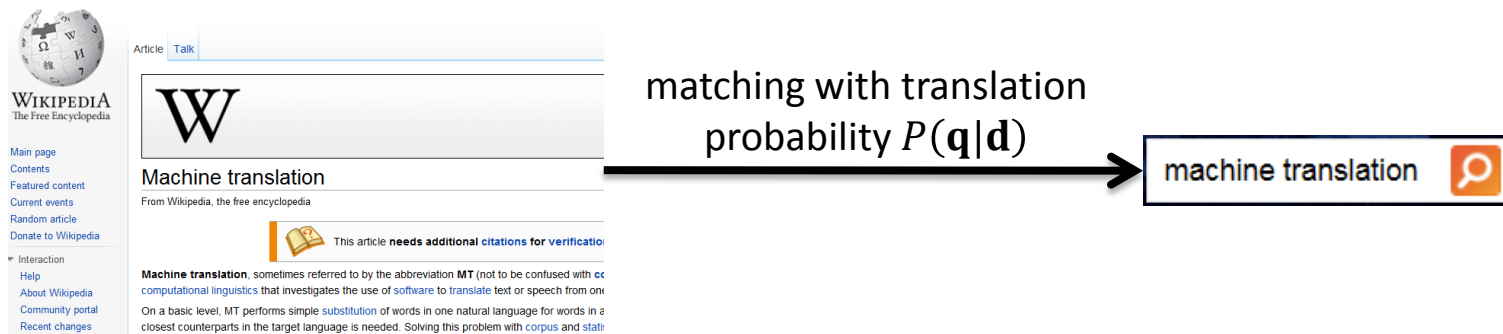 WIKIPEDIA
The Free Encyclopedia
Main page
Contents
Featured content
Current events
Random article
Donate to Wikipedia
Interaction
Help
About Wikipedia
Community portal
Recent changes
Article Talk
W
Machine translation
From Wikipedia, the free encyclopedia
This article needs additional citations for verificatio
Machine translation, sometimes referred to by the abbreviation MT (not to be confused with co
computational linguistics that investigates the use of software to translate text or speech from one
On a basic level, MT performs simple substitution of words in one natural language for words in a
closest counterparts in the target language is needed. Solving this problem with corpus and stati
matching with translation
probability P(q|d)
machine translation